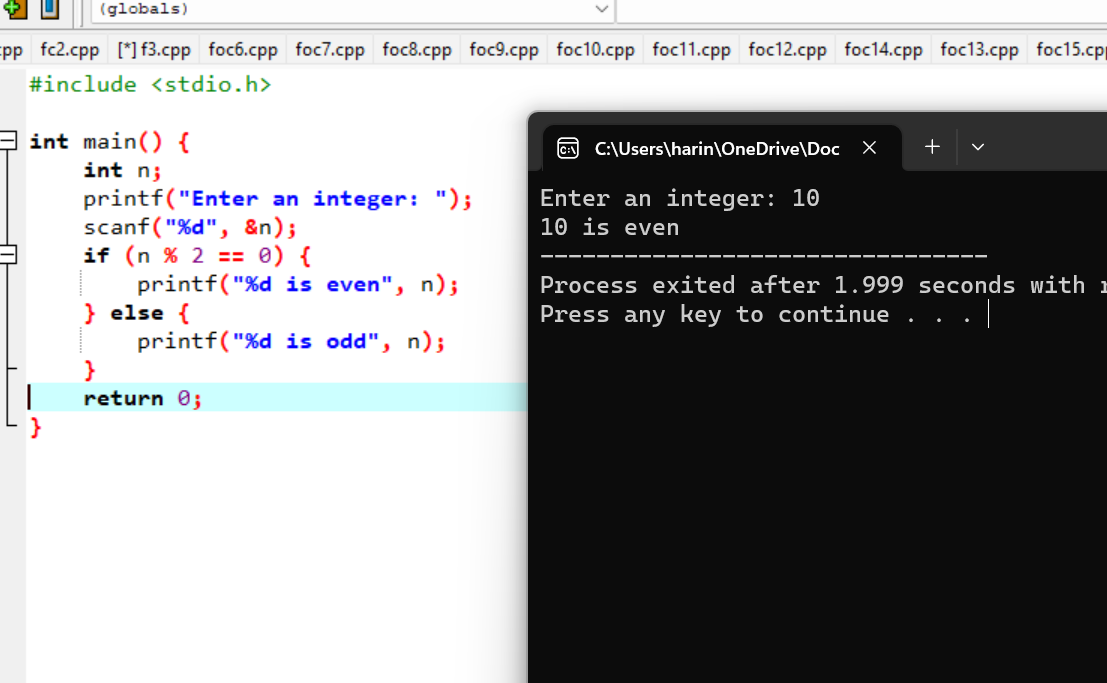 (globals)
fc2.cpp [*] f3.cpp foc6.cpp foc7.cpp foc8.cpp foc9.cpp foc10.cpp foc11.cpp foc12.cpp foc14.cpp foc13.cpp
#include <stdio.h>
int main() {
int n;
printf("Enter an integer: ");
scanf("%d", &n);
if (n % 2 == 0) {
printf("%d is even", n);
} else {
printf("%d is odd", n);
}
return 0;
}
C:\Users\harin\OneDrive\Doc
Enter an integer: 10
10 is even
--------------------------------
Process exited after 1.999 seconds with
Press any key to continue . . .